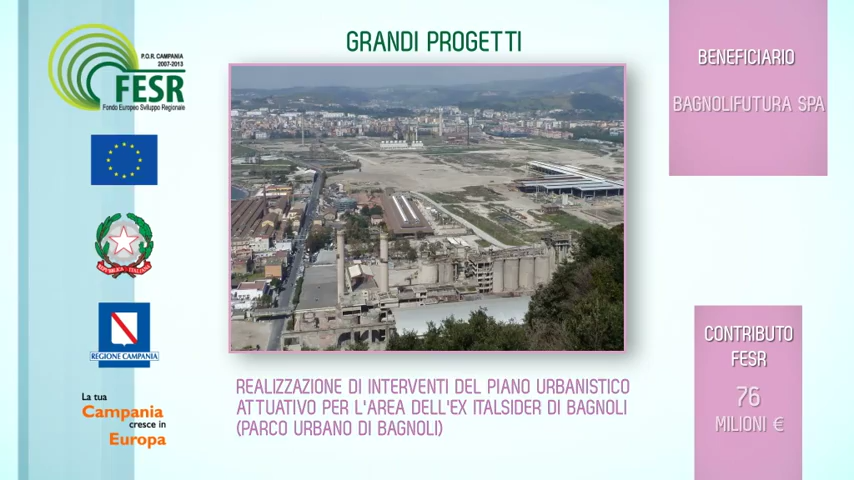 GRANDI PROGETTI
P.O.R. CAMPANIA
2007-2013
FESR
Fondo Europeo Sviluppo Regionale
REPVBBLICA ITALIANA
REGIONE CAMPANIA
La tua
Campania
cresce in
Europa
REALIZZAZIONE DI INTERVENTI DEL PIANO URBANISTICO
ATTUATIVO PER L'AREA DELL'EX ITALSIDER DI BAGNOLI
(PARCO URBANO DI BAGNOLI)
BENEFICIARIO
BAGNOLIFUTURA SPA
CONTRIBUTO
FESR
76
MILIONI €